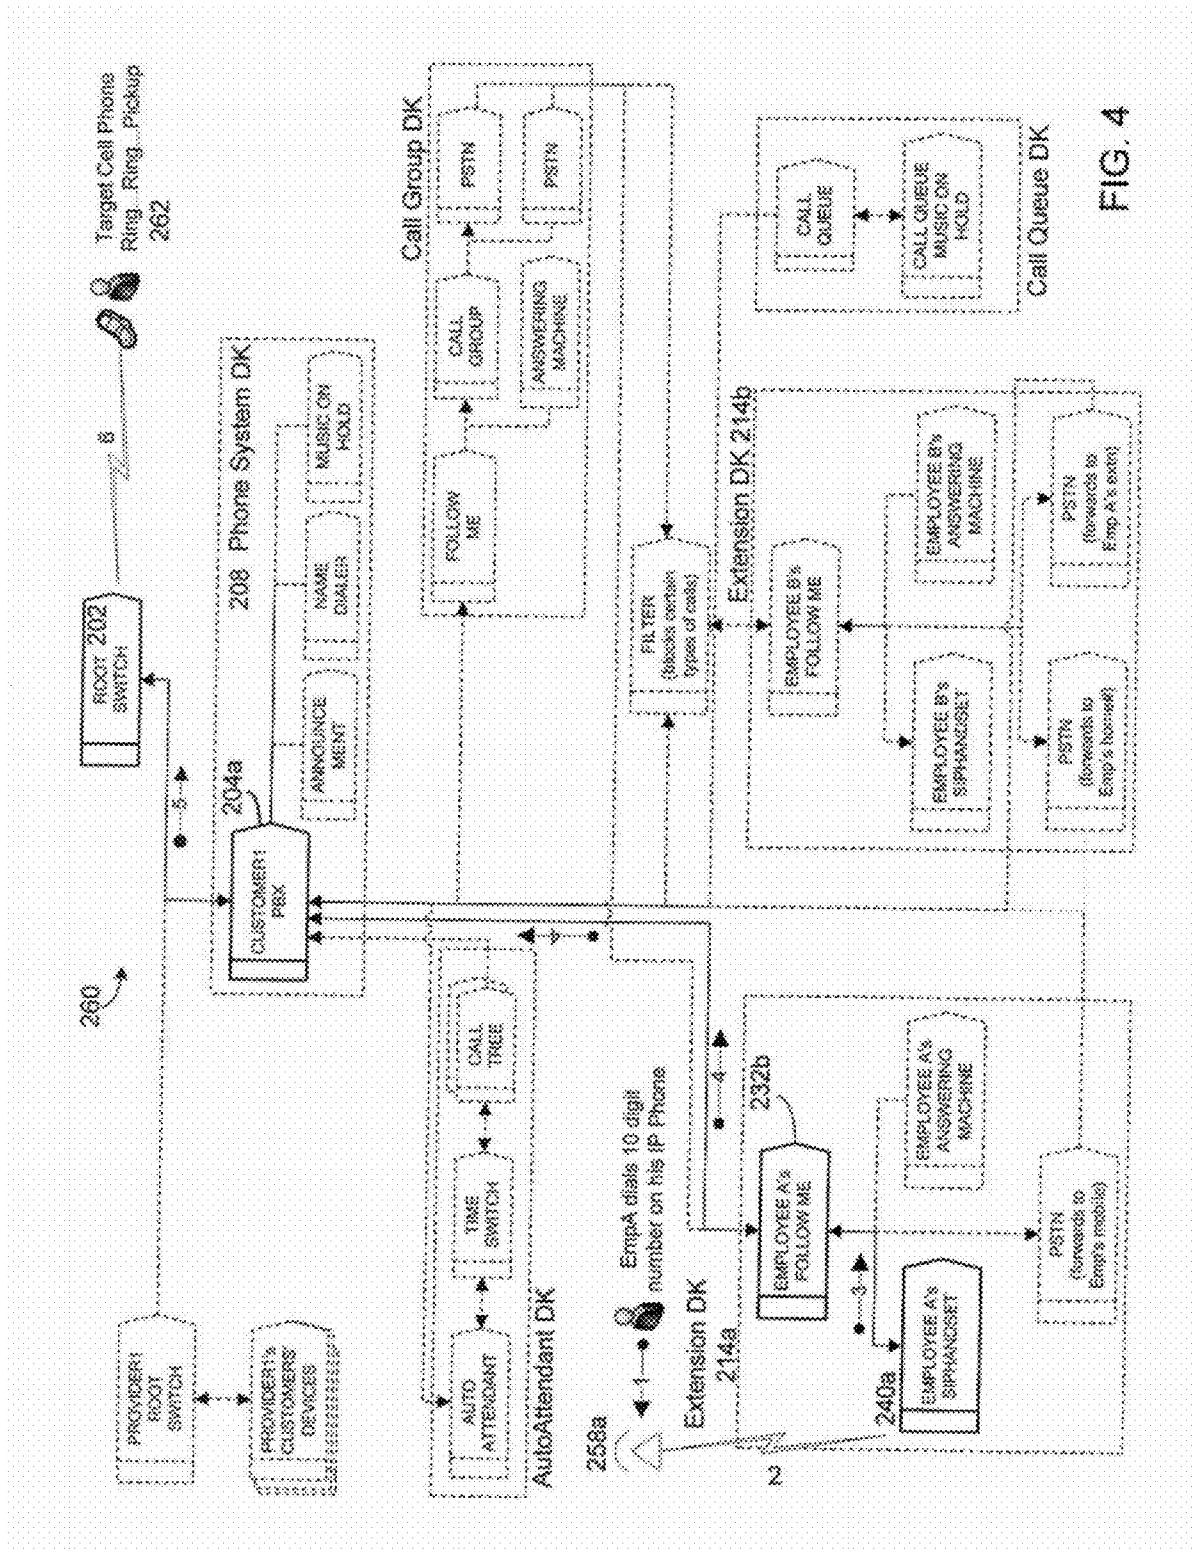 260
PROVIDER1
ROOT
SWITCH
PROVIDER1's
CUSTOMERS'
DEVICES
5
ROOT 202
SWITCH
6
Target Cell Phone
Ring... Ring... Pickup
262
208 Phone System DK
204a
CUSTOMER1
PBX
ANNOUNCE
MENT
NAME
DIALER
MUSIC ON
HOLD
AUTO
ATTENDANT
TIME
SWITCH
CALL
TREE
AutoAttendant DK
Call Group DK
FOLLOW
ME
CALL
GROUP
ANSWERING
MACHINE
PSTN
PSTN
258a
1
EmpA dials 10 digit
number on his IP Phone
2
Extension DK
214a
4
232b
EMPLOYEE A's
FOLLOW ME
3
240a
EMPLOYEE A's
SIPHANDSET
EMPLOYEE A's
ANSWERING
MACHINE
PSTN
(forwards to
Emp's mobile)
FILTER
(blocks certain
types of calls)
Extension DK 214b
EMPLOYEE B's
FOLLOW ME
EMPLOYEE B's
SIPHANDSET
EMPLOYEE B's
ANSWERING
MACHINE
PSTN
(forwards to
Emp's home#)
PSTN
(forwards to
Emp A's extn)
CALL
QUEUE
CALL QUEUE
MUSIC ON
HOLD
Call Queue DK
FIG. 4